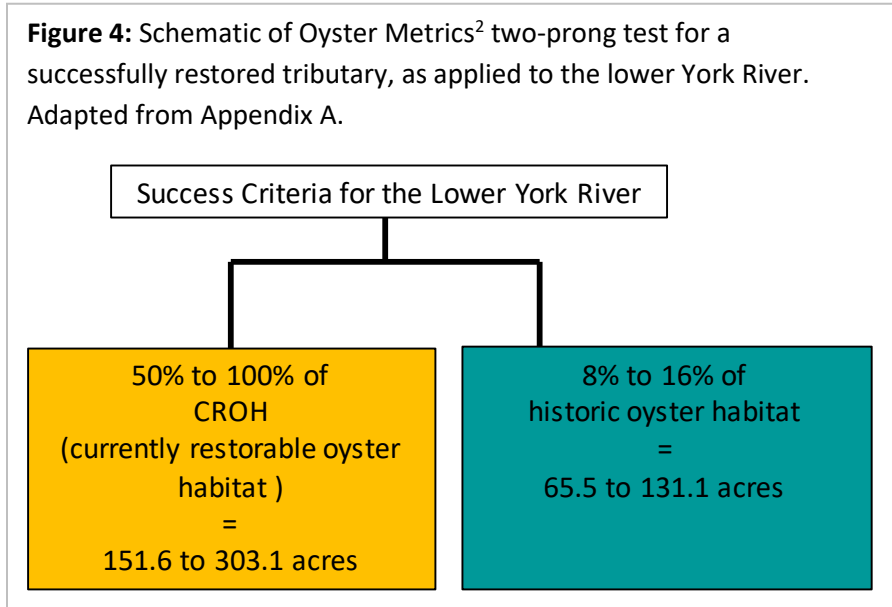 Figure 4: Schematic of Oyster Metrics² two-prong test for a
successfully restored tributary, as applied to the lower York River.
Adapted from Appendix A.
Success Criteria for the Lower York River
50% to 100% of
CROH
(currently restorable oyster
habitat )
=
151.6 to 303.1 acres
8% to 16% of
historic oyster habitat
=
65.5 to 131.1 acres